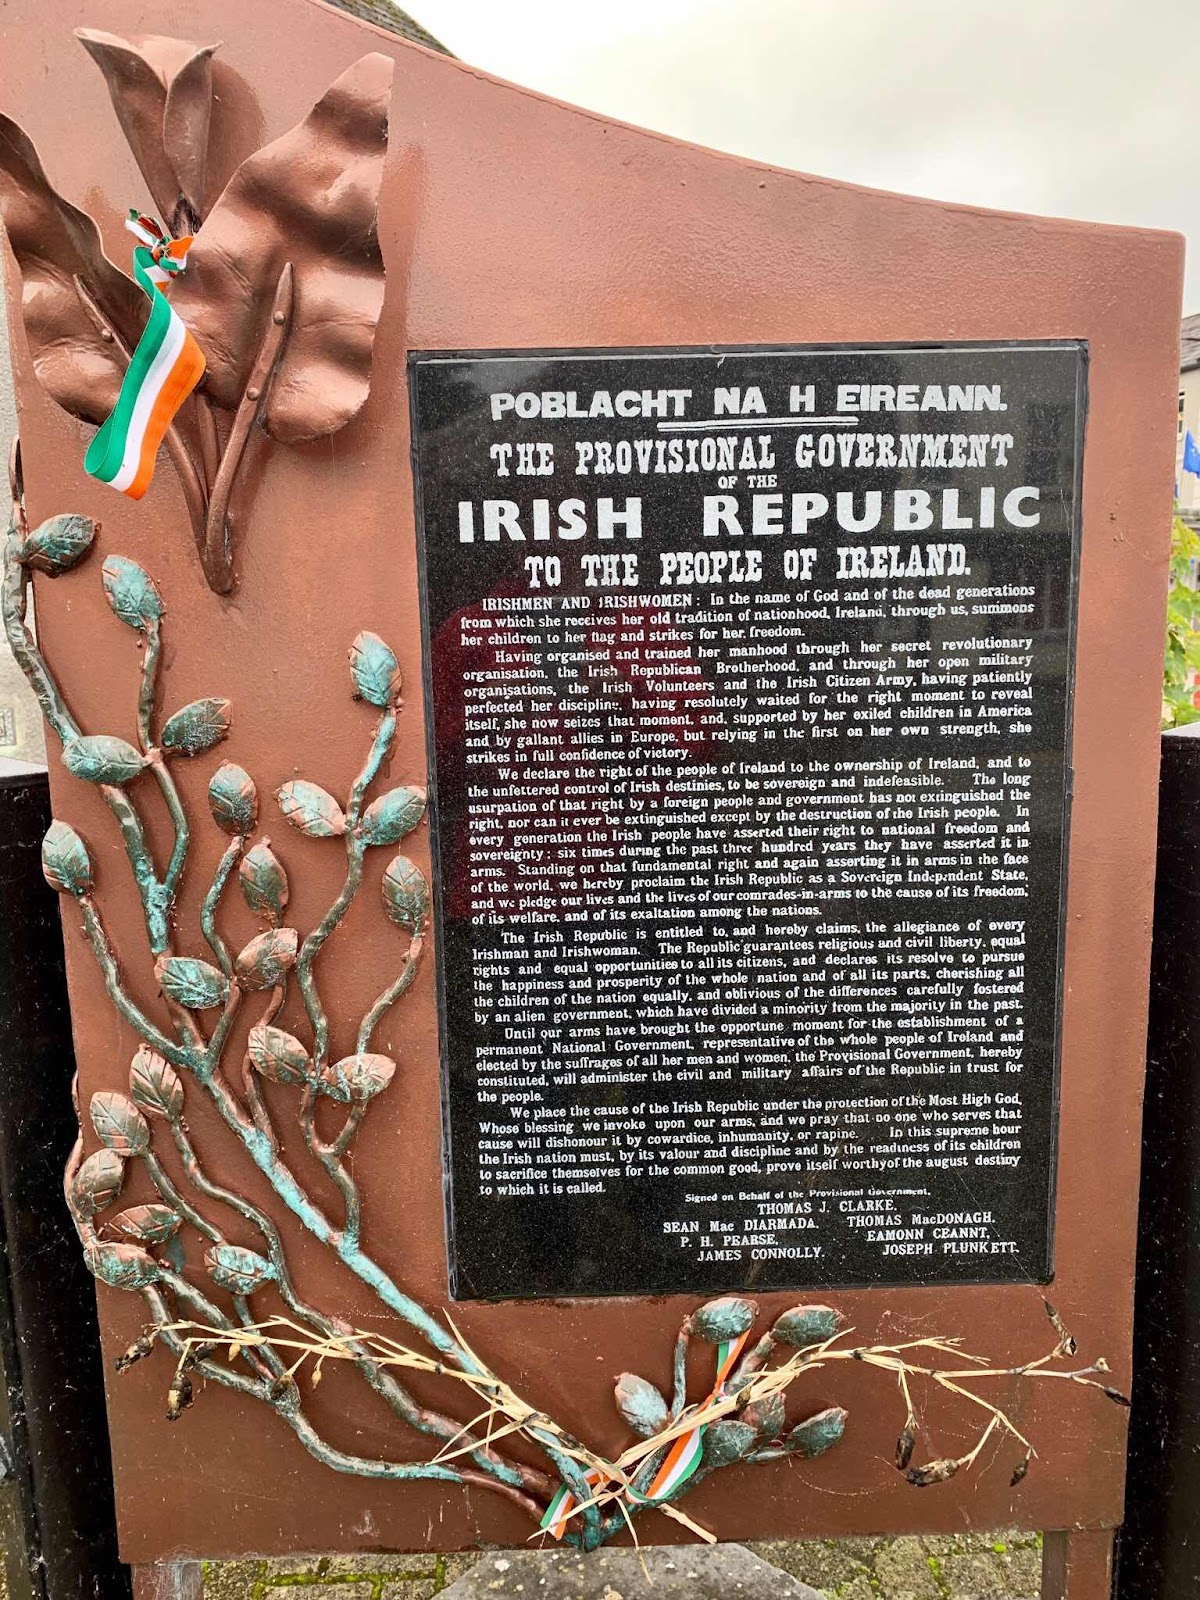 POBLACHT NA H EIREANN.
THE PROVISIONAL GOVERNMENT
OF THE
IRISH REPUBLIC
TO THE PEOPLE OF IRELAND.
IRISHMEN AND IRISHWOMEN: In the name of God and of the dead generations
from which she receives her old tradition of nationhood, Ireland, through us, summons
her children to her flag and strikes for her freedom.
Having organised and trained her manhood through her secret revolutionary
organisation, the Irish Republican Brotherhood, and through her open military
organisations, the Irish Volunteers and the Irish Citizen Army, having patiently
perfected her discipline, having resolutely waited for the right moment to reveal
itself, she now seizes that moment, and, supported by her exiled children in America
and by gallant allies in Europe, but relying in the first on her own strength, she
strikes in full confidence of victory.
We declare the right of the people of Ireland to the ownership of Ireland, and to
the unfettered control of Irish destinies, to be sovereign and indefeasible. The long
usurpation of that right by a foreign people and government has not extinguished the
right, nor can it ever be extinguished except by the destruction of the Irish people. In
every generation the Irish people have asserted their right to national freedom and
sovereignty; six times during the past three hundred years they have asserted it in
arms. Standing on that fundamental right and again asserting it in arms in the face
of the world, we hereby proclaim the Irish Republic as a Sovereign Independent State,
and we pledge our lives and the lives of our comrades-in-arms to the cause of its freedom,
of its welfare, and of its exaltation among the nations.
The Irish Republic is entitled to, and hereby claims, the allegiance of every
Irishman and Irishwoman. The Republic guarantees religious and civil liberty, equal
rights and equal opportunities to all its citizens, and declares its resolve to pursue
the happiness and prosperity of the whole nation and of all its parts, cherishing all
the children of the nation equally, and oblivious of the differences carefully fostered
by an alien government, which have divided a minority from the majority in the past.
Until our arms have brought the opportune moment for the establishment of a
permanent National Government, representative of the whole people of Ireland and
elected by the suffrages of all her men and women, the Provisional Government, hereby
constituted, will administer the civil and military affairs of the Republic in trust for
the people.
We place the cause of the Irish Republic under the protection of the Most High God,
Whose blessing we invoke upon our arms, and we pray that no one who serves that
cause will dishonour it by cowardice, inhumanity, or rapine. In this supreme hour
the Irish nation must, by its valour and discipline and by the readiness of its children
to sacrifice themselves for the common good, prove itself worthy of the august destiny
to which it is called.
Signed on Behalf of the Provisional Government,
THOMAS J. CLARKE.
SEAN Mac DIARMADA, THOMAS MacDONAGH,
P. H. PEARSE, EAMONN CEANNT,
JAMES CONNOLLY. JOSEPH PLUNKETT.